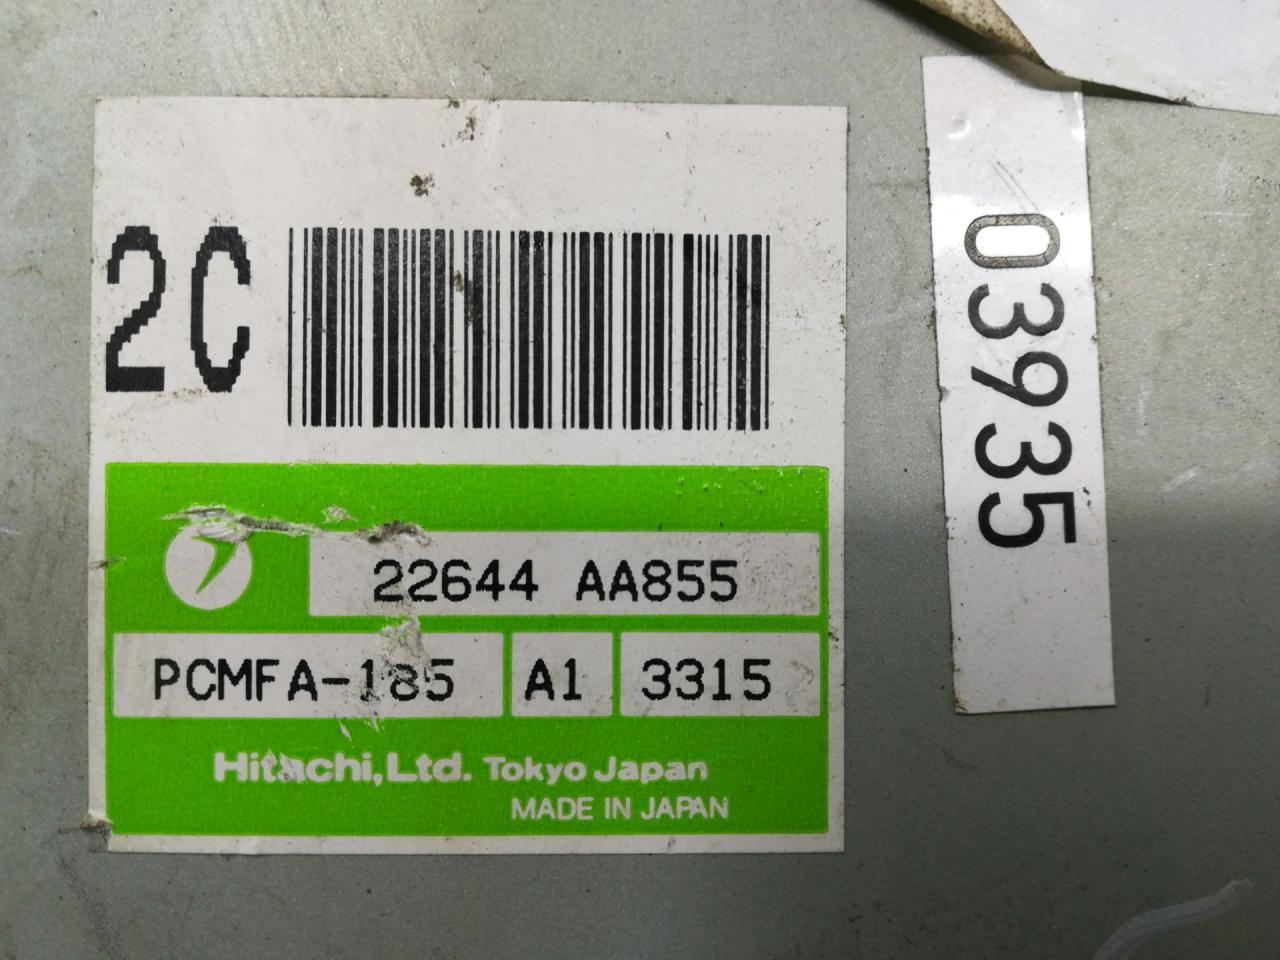 2C
22644 AA855
PCMFA-185 A1 3315
Hitachi,Ltd. Tokyo Japan
MADE IN JAPAN
03935